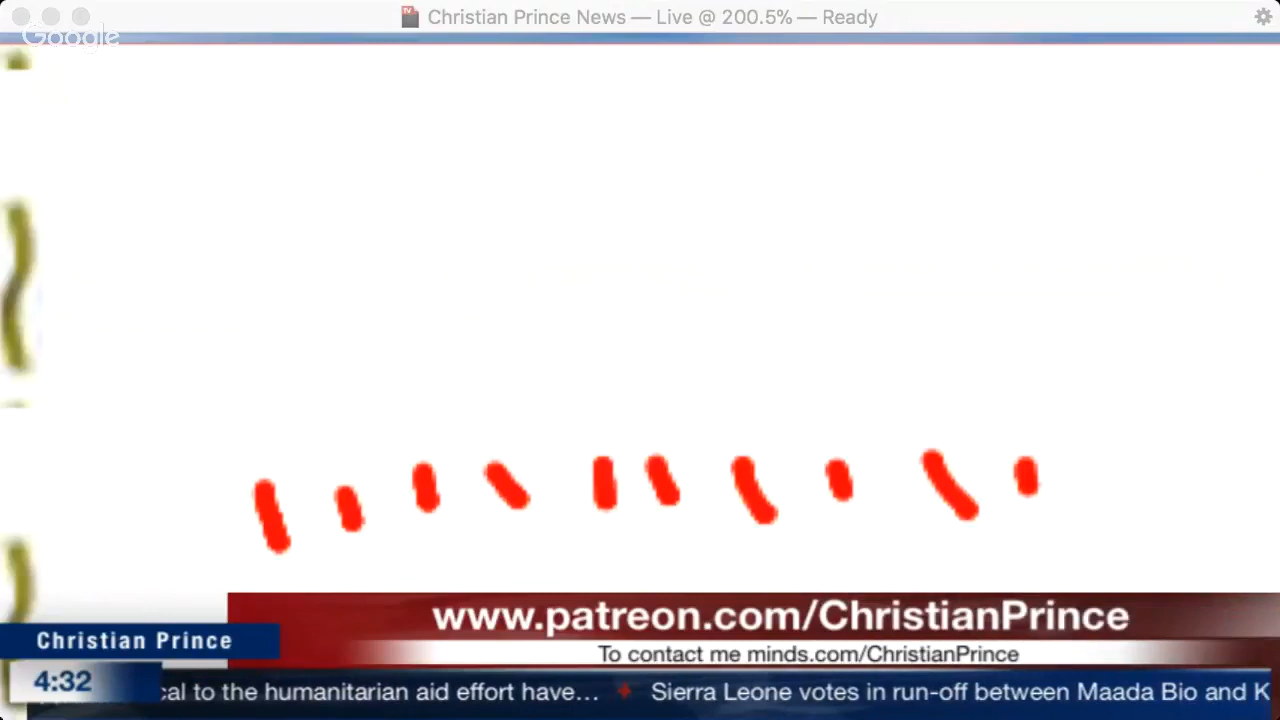 Christian Prince News — Live @ 200.5% — Ready
Google
www.patreon.com/ChristianPrince
Christian Prince
To contact me minds.com/ChristianPrince
4:32
to the humanitarian aid effort have... Sierra Leone votes in run-off between Maada Bio and